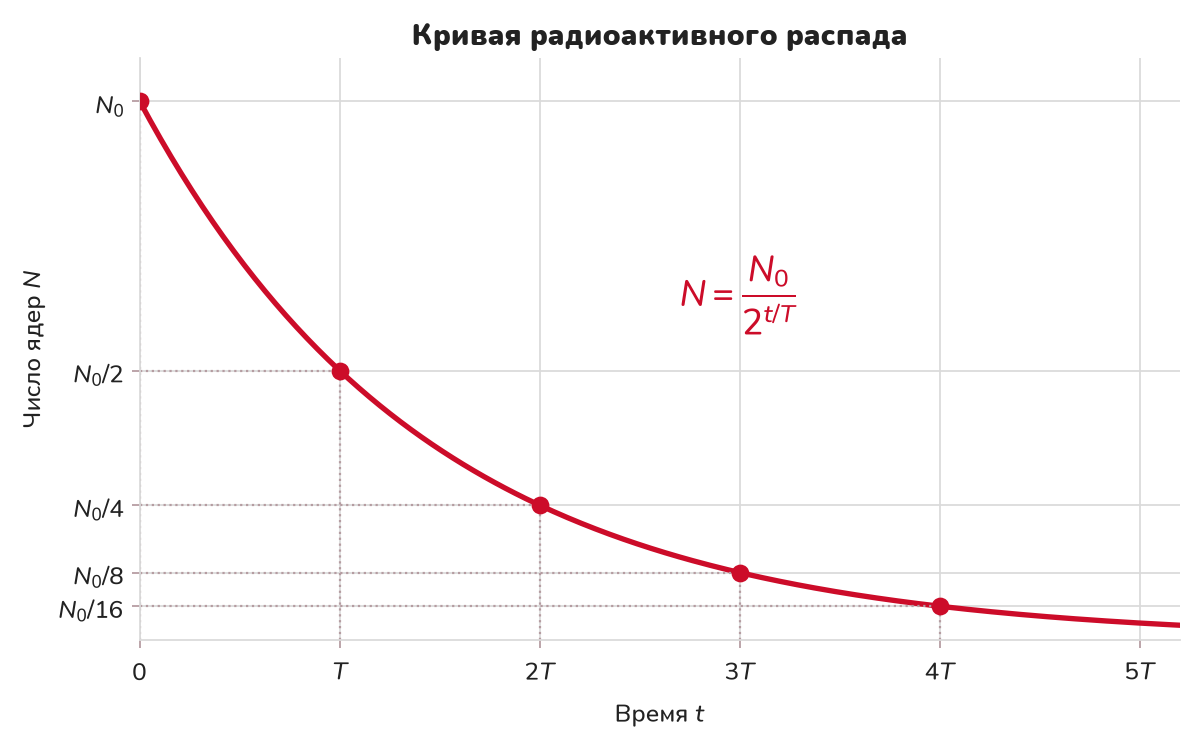 Кривая радиоактивного распада
N₀
N₀/2
N₀/4
N₀/8
N₀/16
Число ядер N
N = N₀ / 2^(t/T)
0
T
2T
3T
4T
5T
Время t